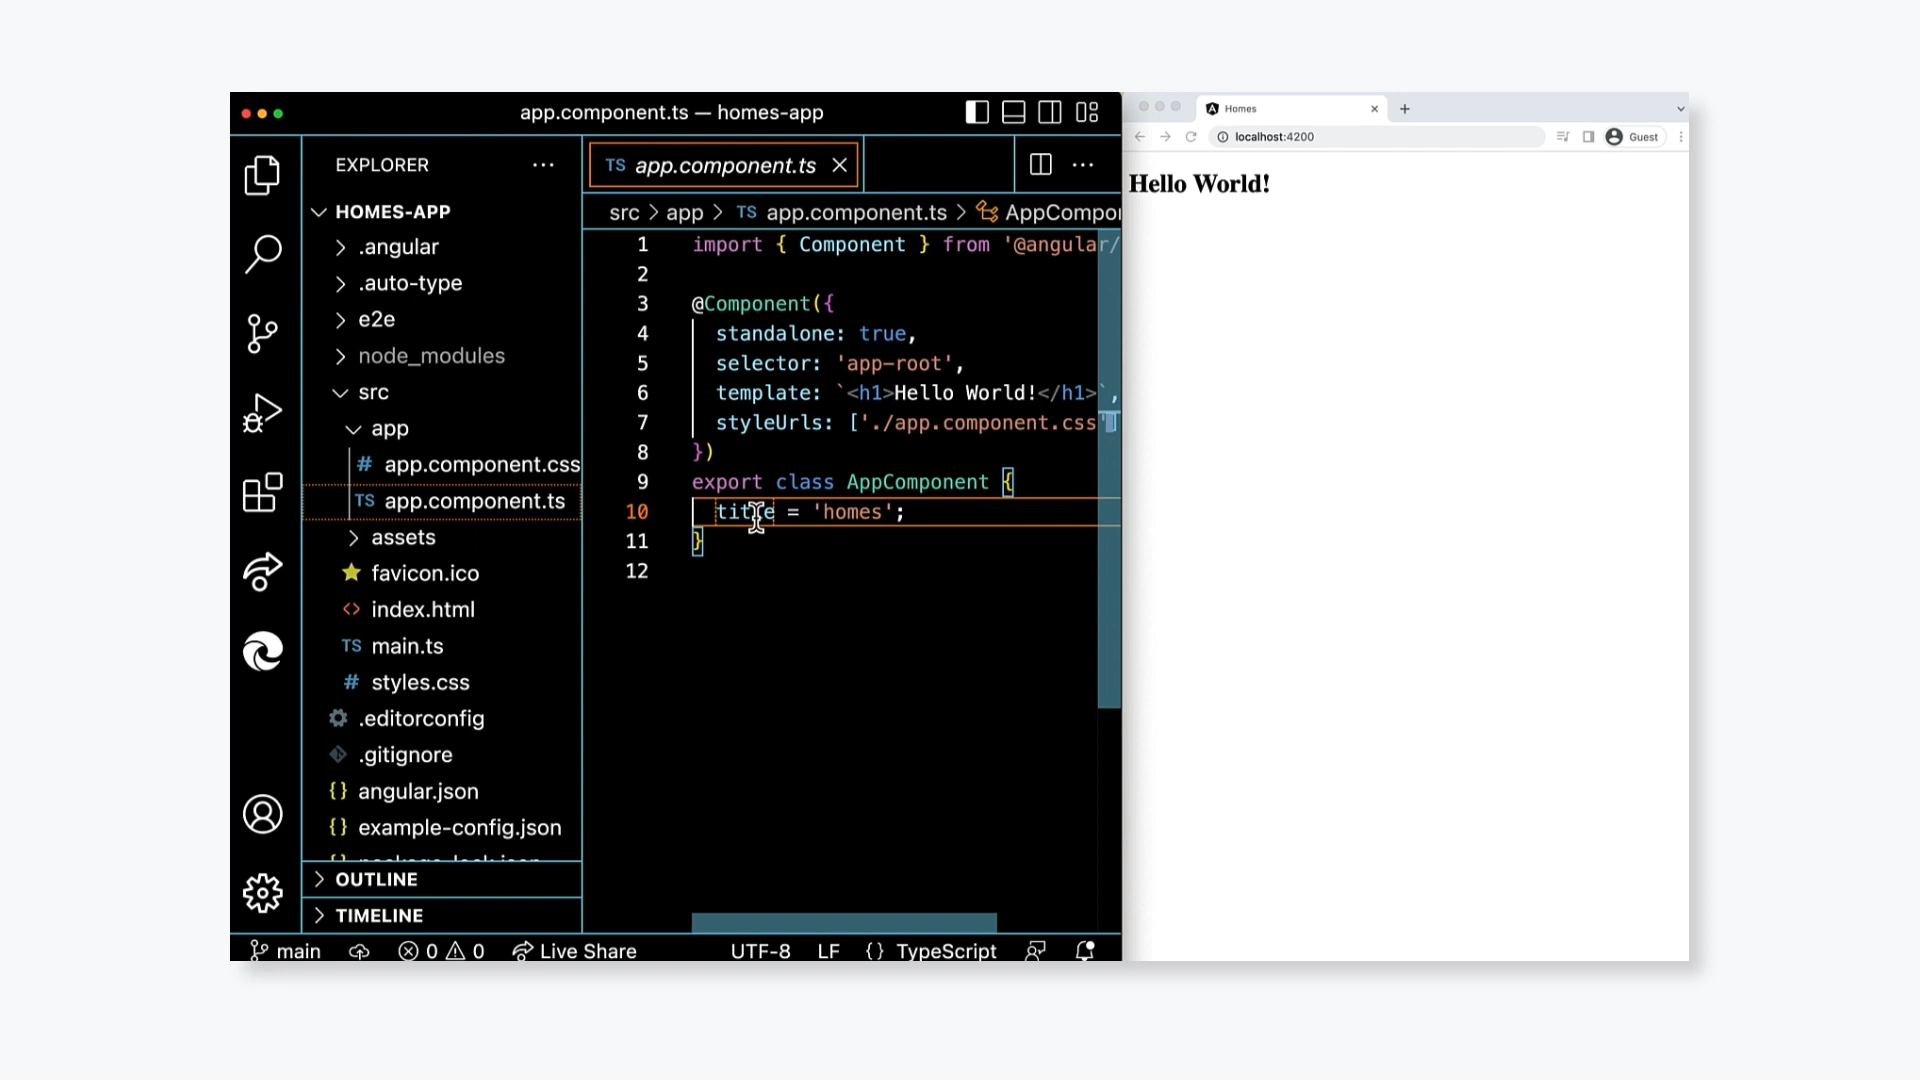 app.component.ts — homes-app
EXPLORER
HOMES-APP
.angular
.auto-type
e2e
node_modules
src
app
# app.component.css
TS app.component.ts
assets
favicon.ico
<> index.html
TS main.ts
# styles.css
.editorconfig
.gitignore
{} angular.json
{} example-config.json
OUTLINE
TIMELINE
TS app.component.ts
src > app > TS app.component.ts > AppCompo
1 import { Component } from '@angular/
2
3 @Component({
4 standalone: true,
5 selector: 'app-root',
6 template: `<h1>Hello World!</h1>`,
7 styleUrls: ['./app.component.css']
8 })
9 export class AppComponent {
10 title = 'homes';
11 }
12
main 0 0 Live Share UTF-8 LF {} TypeScript
Homes
localhost:4200 Guest
Hello World!